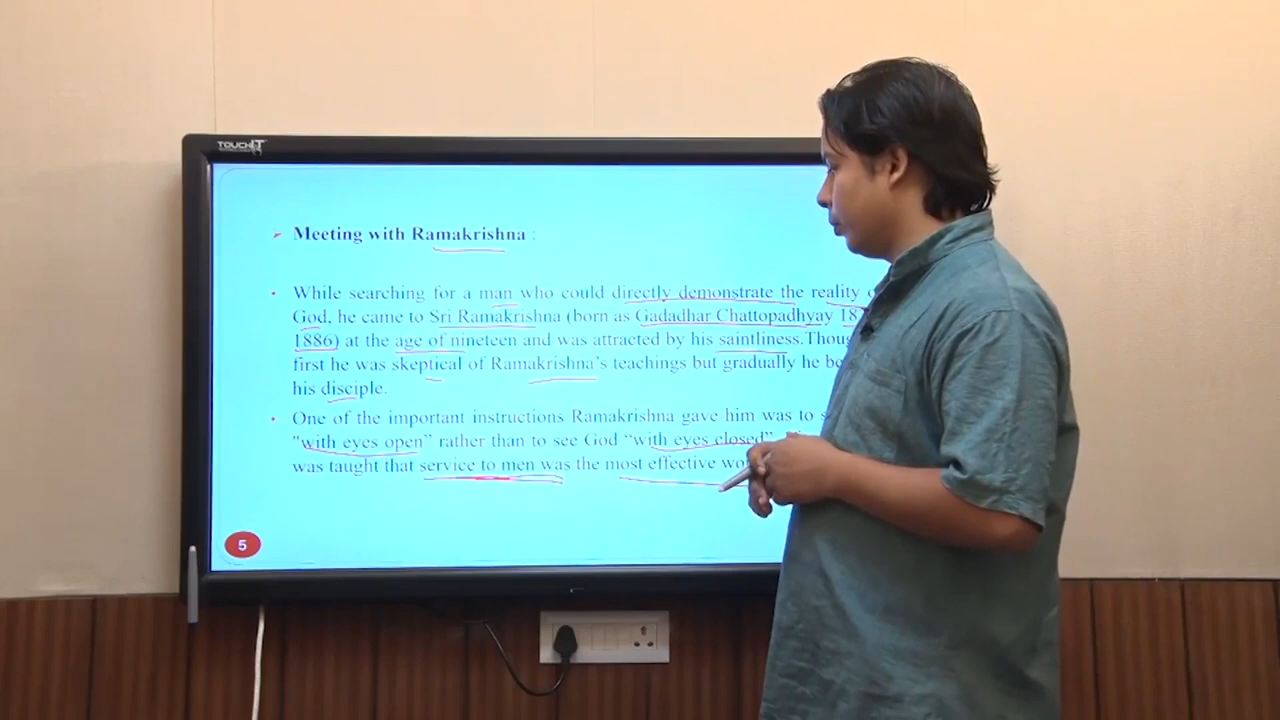 TOUCHIT
Meeting with Ramakrishna :
While searching for a man who could directly demonstrate the reality
God, he came to Sri Ramakrishna (born as Gadadhar Chattopadhyay
1886) at the age of nineteen and was attracted by his saintliness.
first he was skeptical of Ramakrishna's teachings but gradually he
his disciple.
One of the important instructions Ramakrishna gave him was to
"with eyes open" rather than to see God "with eyes closed"
was taught that service to men was the most effective
5